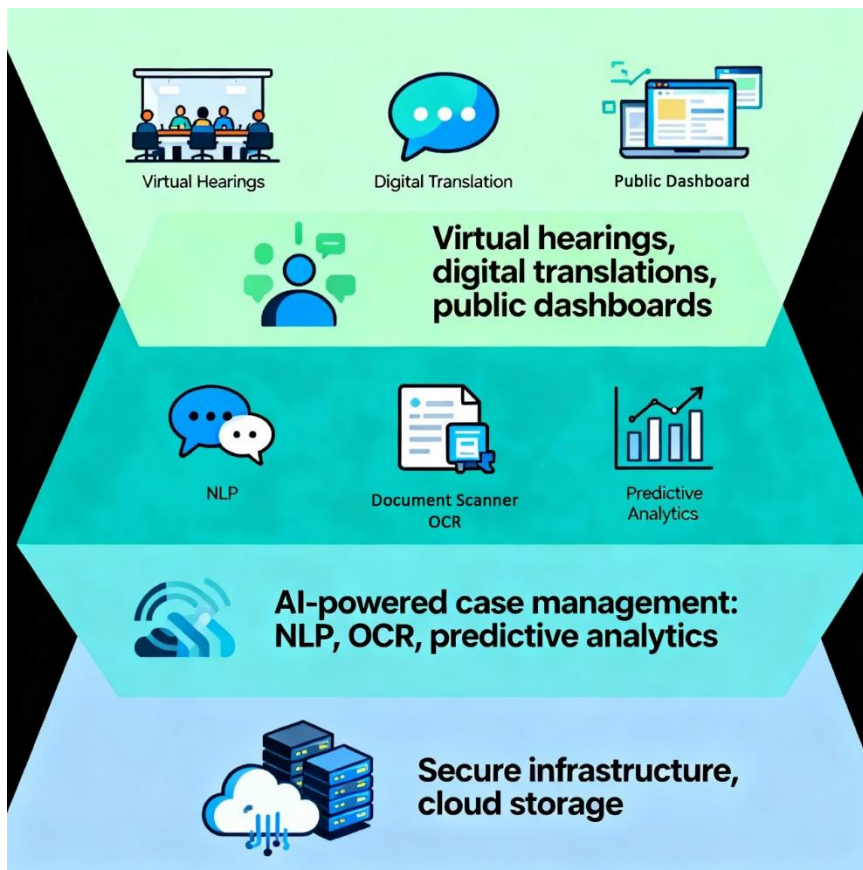 Virtual Hearings
Digital Translation
Public Dashboard
Virtual hearings,
digital translations,
public dashboards
NLP
Document Scanner
OCR
Predictive
Analytics
AI-powered case management:
NLP, OCR, predictive analytics
Secure infrastructure,
cloud storage